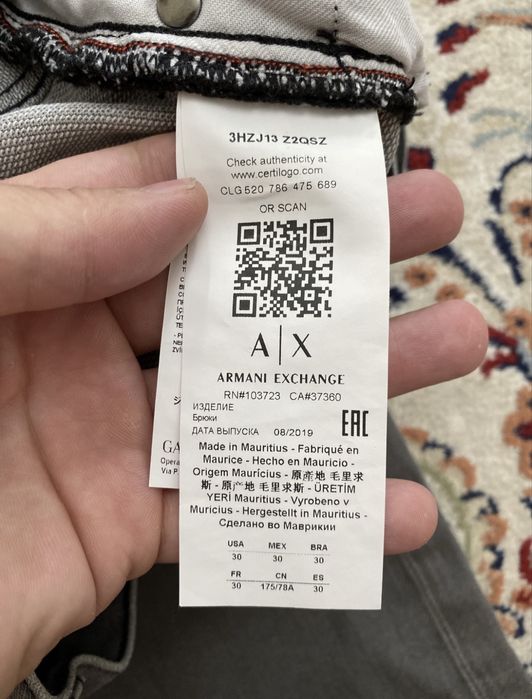 3HZJ13 Z2QSZ
Check authenticity at
www.certilogo.com
CLG 520 786 475 689
OR SCAN
A|X
ARMANI EXCHANGE
RN#103723 CA#37360
ИЗДЕЛИЕ
Брюки
ДАТА ВЫПУСКА 08/2019
EAC
Made in Mauritius - Fabriqué en
Maurice - Hecho en Mauricio -
Origem Maurícius - 原產地 毛里求
斯 - 原产地 毛里求斯 - ÜRETİM
YERİ Mauritius - Vyrobeno v
Muricius - Hergestellt in Mauritius -
Сделано во Маврикии
USA MEX BRA
30 30 30
FR CN ES
30 175/78A 30
GA
Opera
Via P.